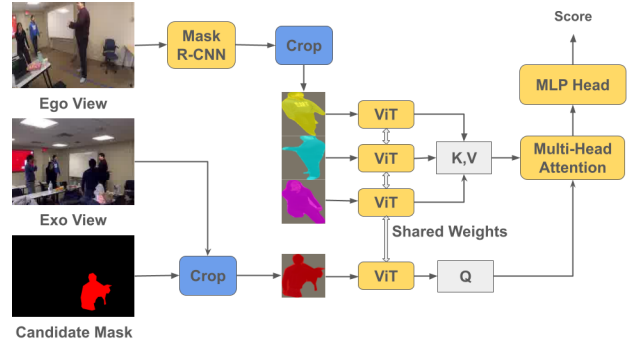 Score
Mask
R-CNN
Crop
MLP Head
Ego View
ViT
ViT
K,V
Multi-Head
Attention
ViT
Exo View
Shared Weights
Crop
ViT
Q
Candidate Mask